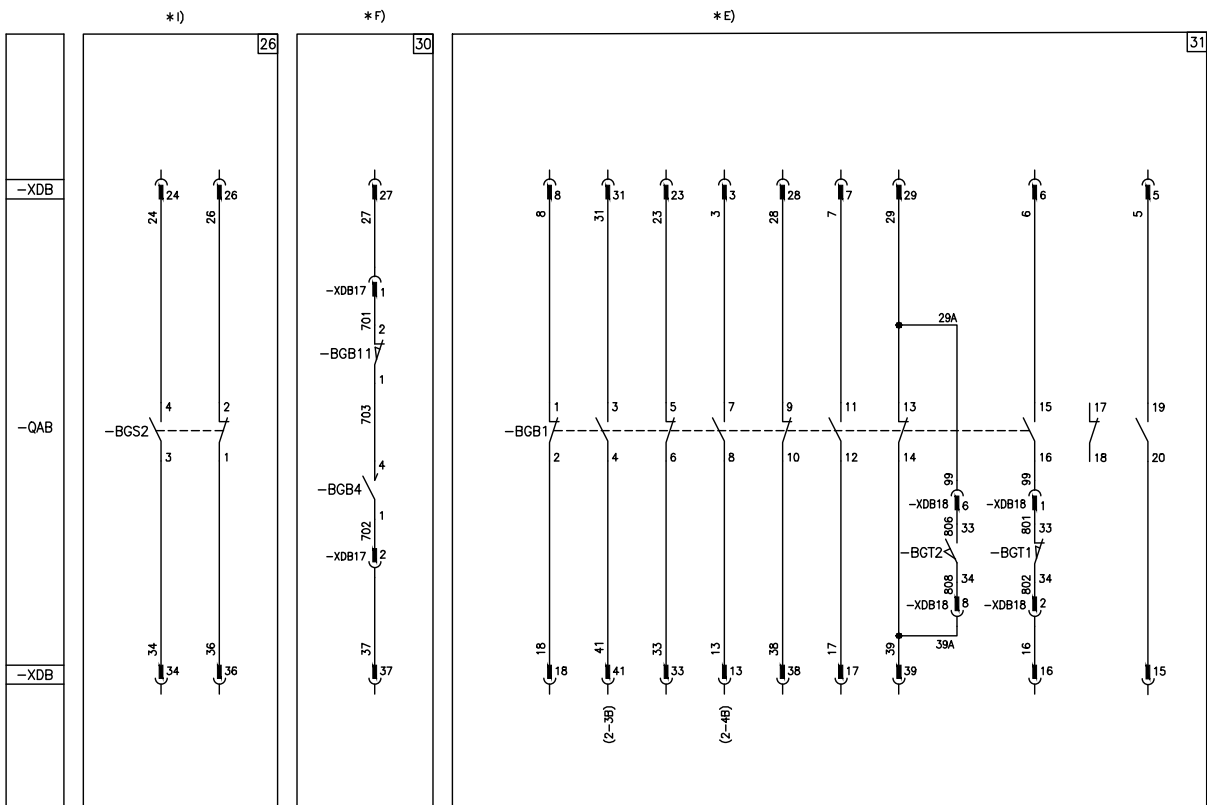 *I) *F) *E)
26 30 31
-XDB 24 26 27 8 31 23 3 28 7 29 6 5
24 26 27 8 31 23 3 28 7 29 6 5
-XDB17 1
701 2 29A
-BGB11
1
4 2 703 1 3 5 7 9 11 13 15 17 19
-QAB -BGS2 -BGB1
3 1 2 4 6 8 10 12 14 16 18 20
4 99 99
-BGB4 -XDB18 6 -XDB18 1
1 806 33 801 33
702
-XDB17 2 -BGT2 -BGT1
808 34 802 34
-XDB18 8 -XDB18 2
34 36 37 18 41 33 13 38 17 39 39A 16
-XDB 34 36 37 18 41 33 13 38 17 39 16 15
(2-3B) (2-4B)